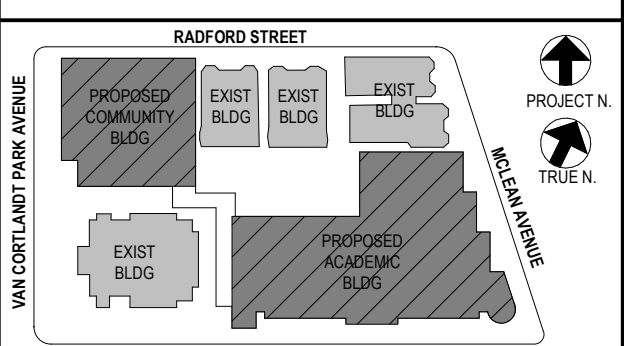 RADFORD STREET
VAN CORTLANDT PARK AVENUE
PROPOSED
COMMUNITY
BLDG
EXIST
BLDG
EXIST
BLDG
EXIST
BLDG
PROJECT N.
TRUE N.
MCLEAN AVENUE
EXIST
BLDG
PROPOSED
ACADEMIC
BLDG